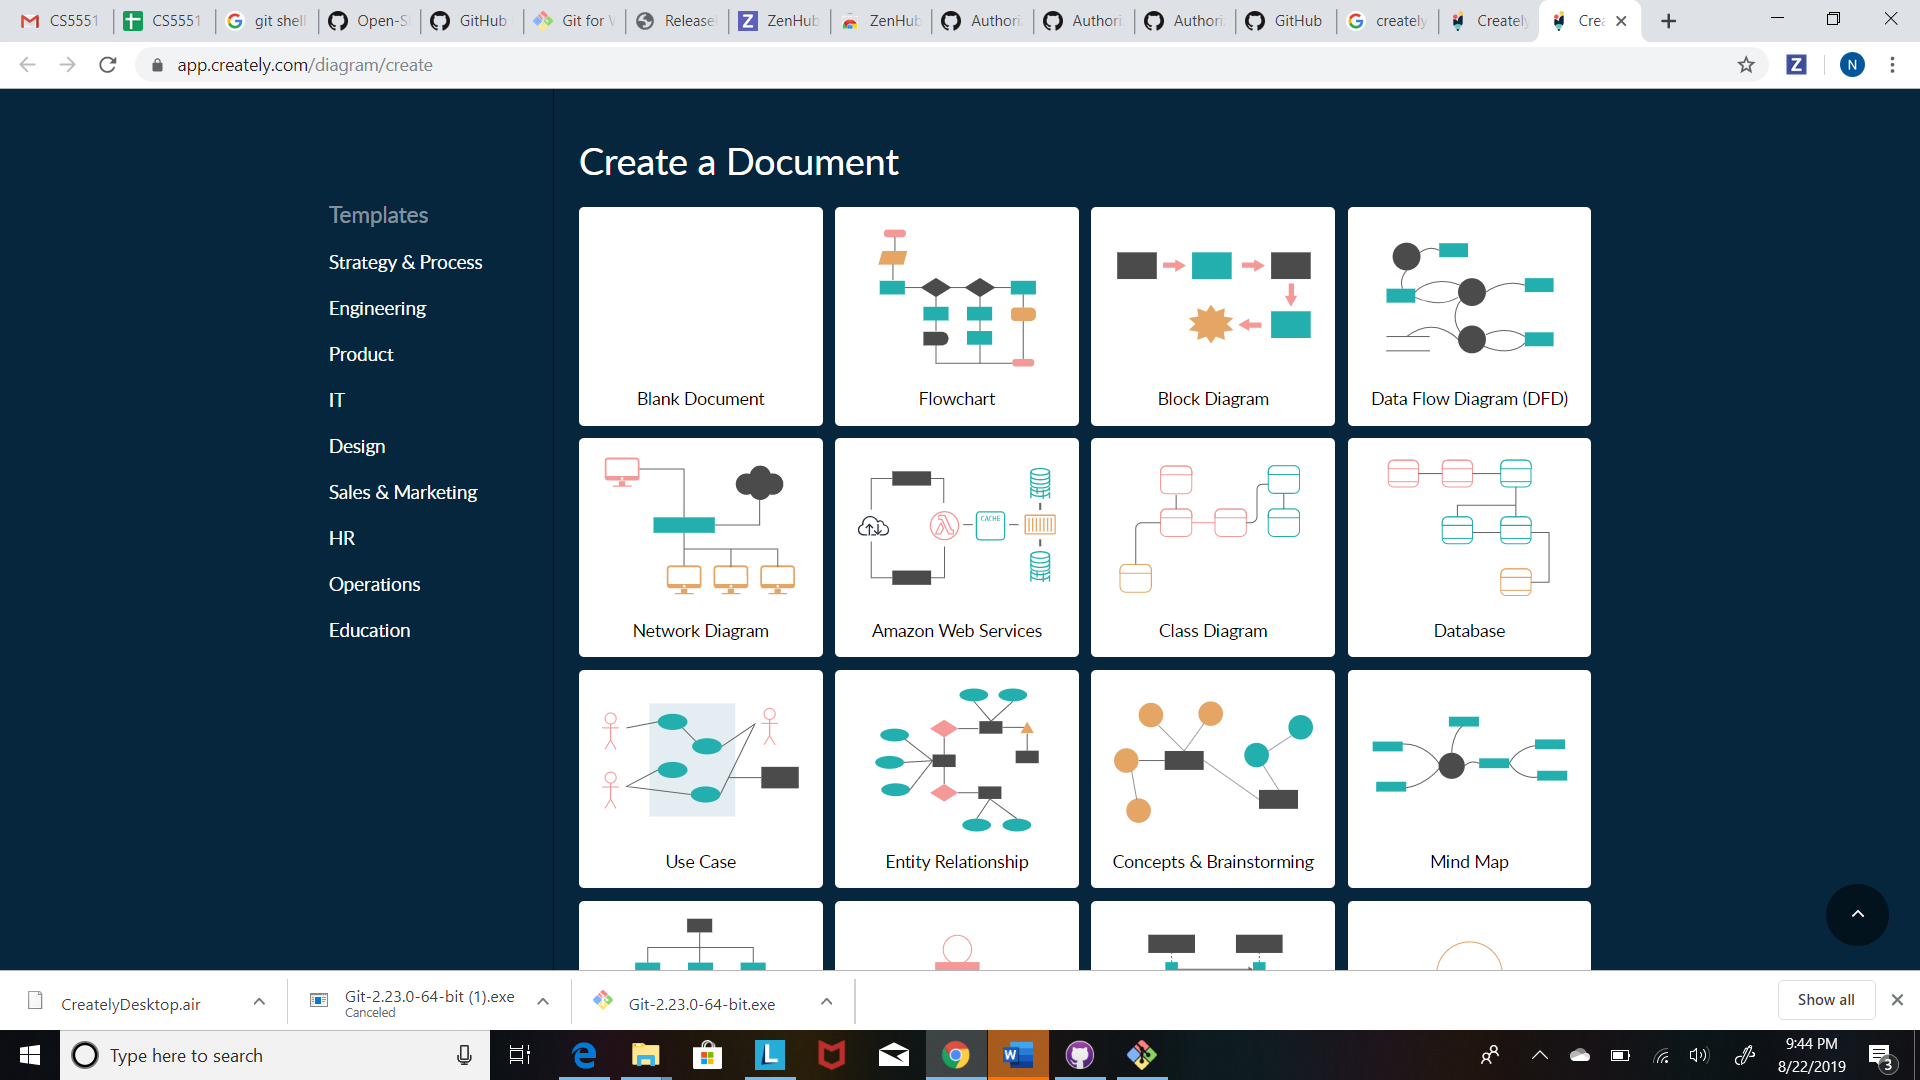 CS5551
CS5551
git shell
Open-S
GitHub
Git for W
Release
ZenHub
ZenHub
Authori
Authori
Authori
GitHub
creately
Creately
Crea
app.creately.com/diagram/create
N
Create a Document
Templates
Strategy & Process
Engineering
Product
IT
Design
Sales & Marketing
HR
Operations
Education
Blank Document
Flowchart
Block Diagram
Data Flow Diagram (DFD)
CACHE
Network Diagram
Amazon Web Services
Class Diagram
Database
Use Case
Entity Relationship
Concepts & Brainstorming
Mind Map
CreatelyDesktop.air
Git-2.23.0-64-bit (1).exe
Canceled
Git-2.23.0-64-bit.exe
Show all
Type here to search
9:44 PM
8/22/2019
3